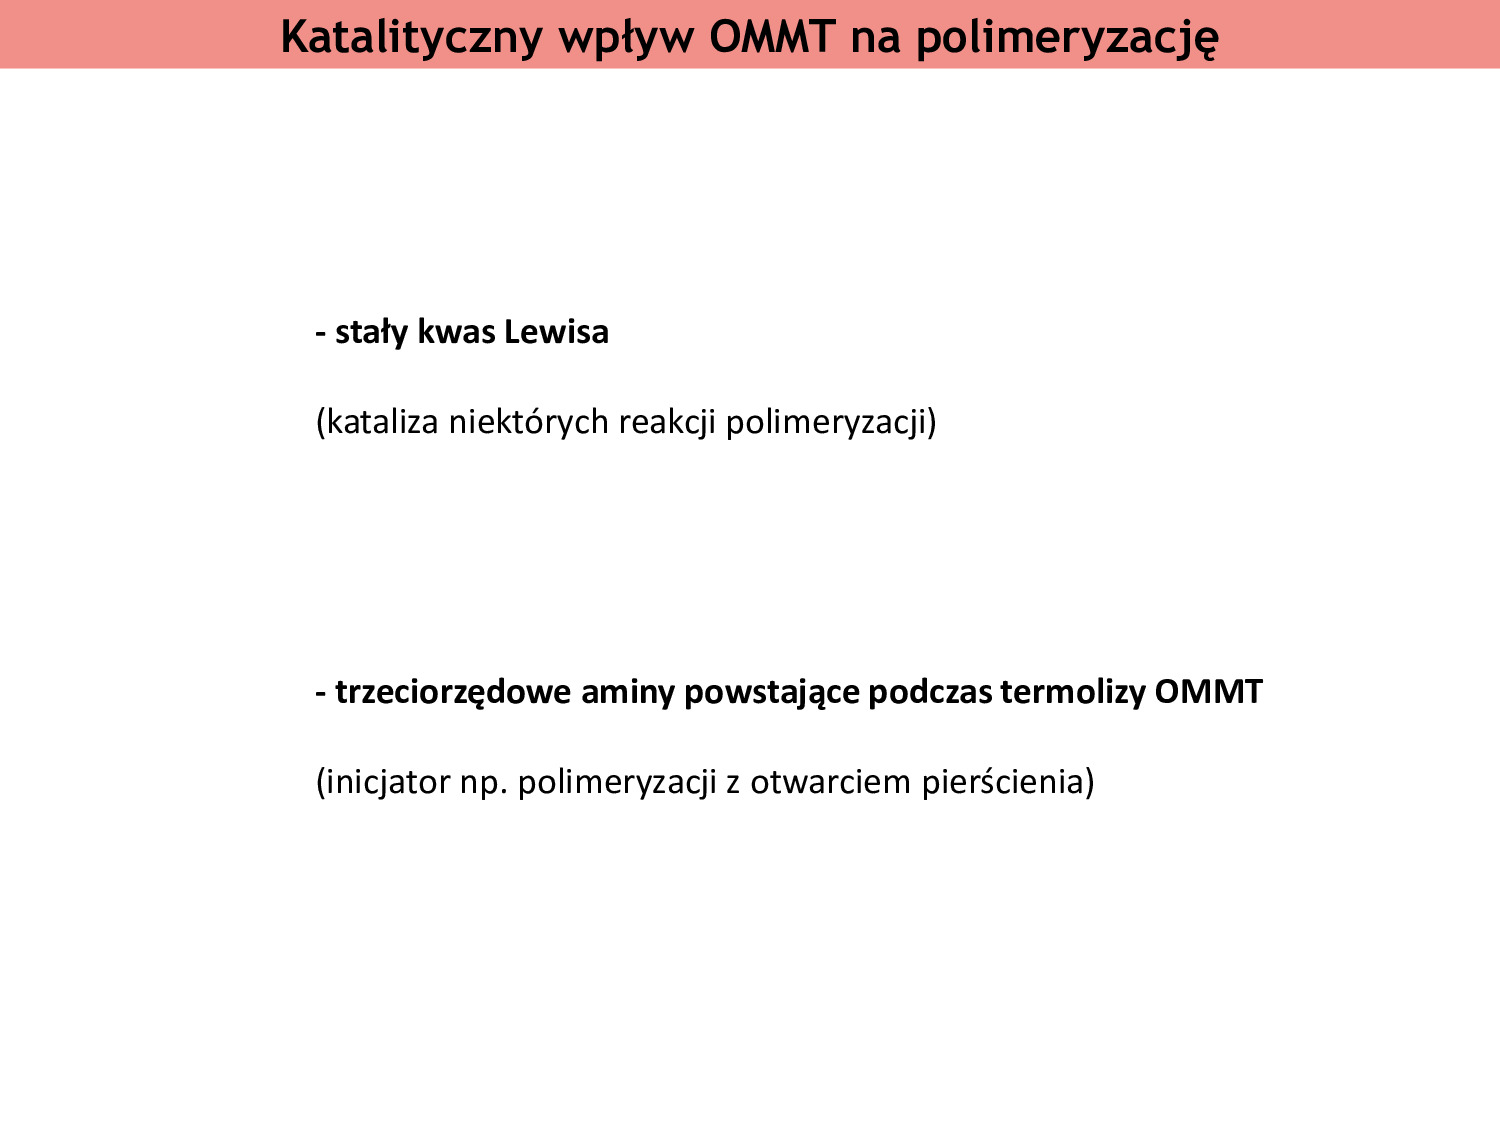 Katalityczny wpływ OMMT na polimeryzację
- stały kwas Lewisa
(kataliza niektórych reakcji polimeryzacji)
- trzeciorzędowe aminy powstające podczas termolizy OMMT
(inicjator np. polimeryzacji z otwarciem pierścienia)